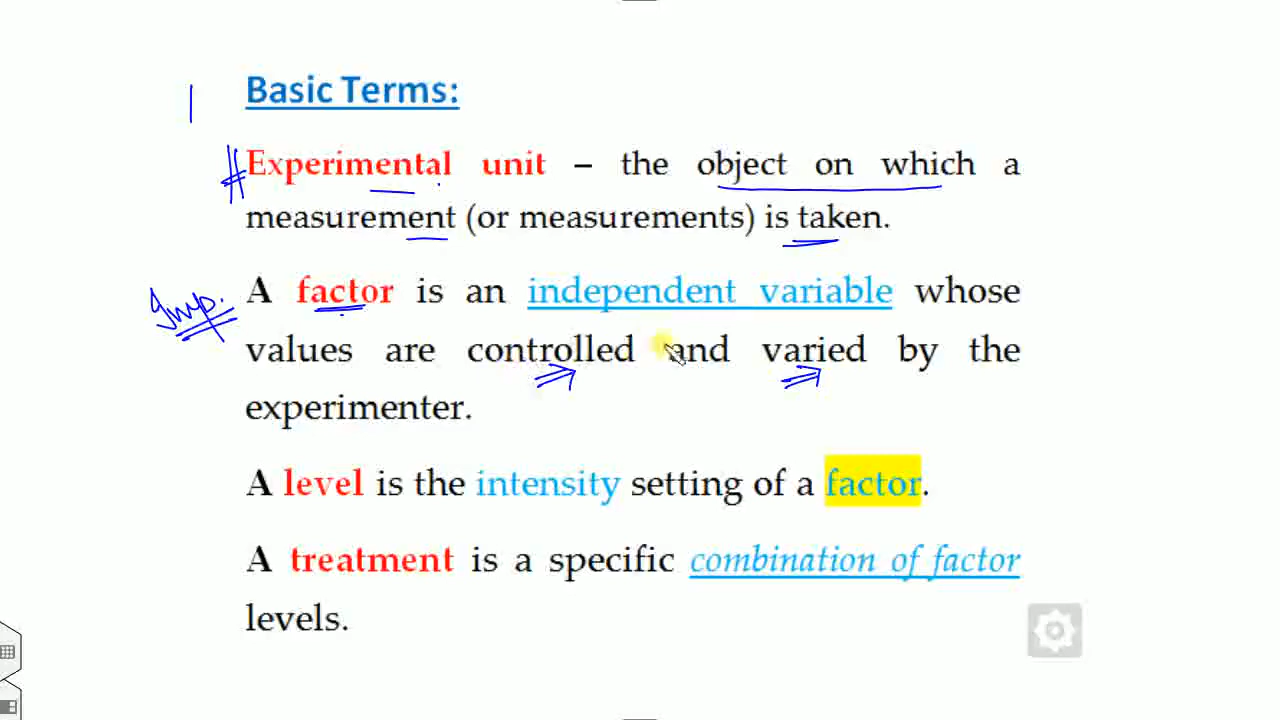 Basic Terms:
Experimental unit – the object on which a
measurement (or measurements) is taken.
Imp. A factor is an independent variable whose
values are controlled and varied by the
experimenter.
A level is the intensity setting of a factor.
A treatment is a specific combination of factor
levels.